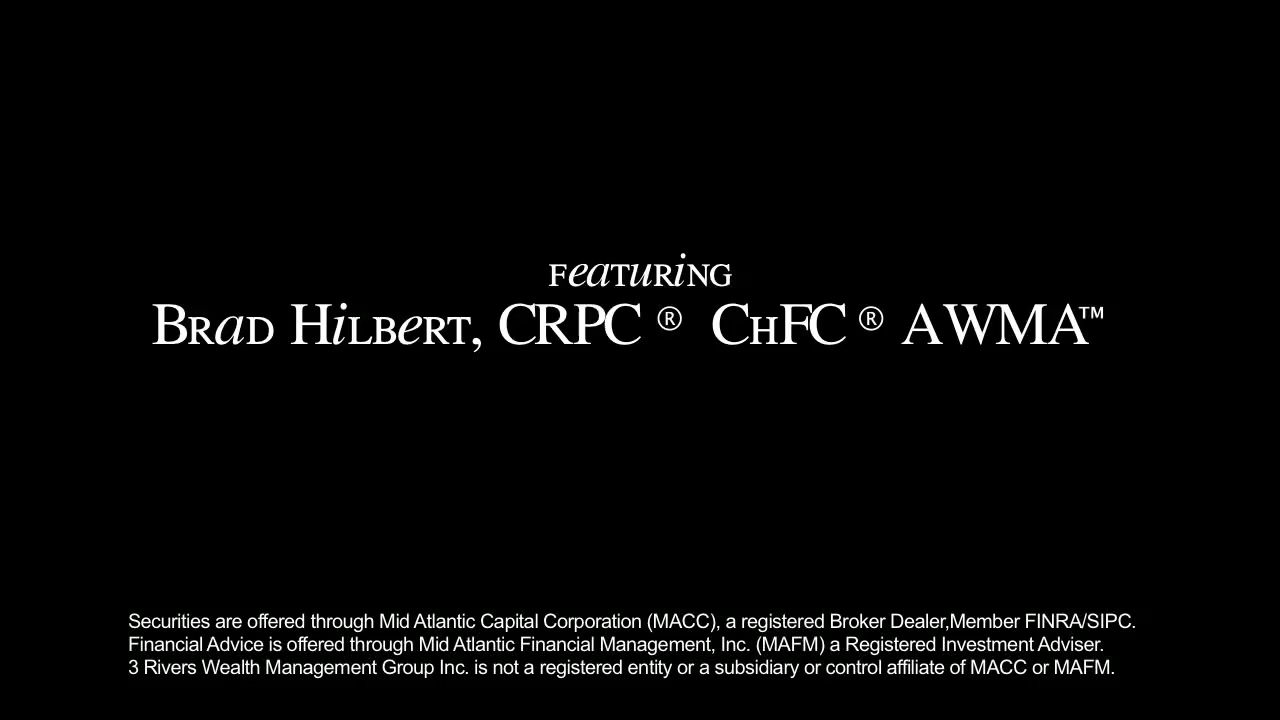 Featuring
Brad Hilbert, CRPC ® ChFC ® AWMA™
Securities are offered through Mid Atlantic Capital Corporation (MACC), a registered Broker Dealer,Member FINRA/SIPC.
Financial Advice is offered through Mid Atlantic Financial Management, Inc. (MAFM) a Registered Investment Adviser.
3 Rivers Wealth Management Group Inc. is not a registered entity or a subsidiary or control affiliate of MACC or MAFM.